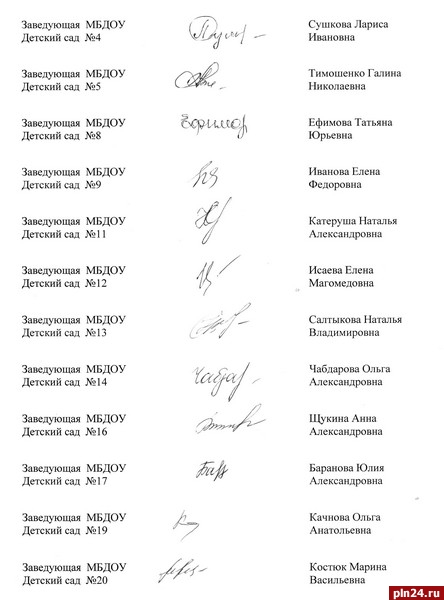 Заведующая МБДОУ Сушкова Лариса
Детский сад №4 Ивановна
Заведующая МБДОУ Тимошенко Галина
Детский сад №5 Николаевна
Заведующая МБДОУ Ефимова Татьяна
Детский сад №8 Юрьевна
Заведующая МБДОУ Иванова Елена
Детский сад №9 Федоровна
Заведующая МБДОУ Катеруша Наталья
Детский сад №11 Александровна
Заведующая МБДОУ Исаева Елена
Детский сад №12 Магомедовна
Заведующая МБДОУ Салтыкова Наталья
Детский сад №13 Владимировна
Заведующая МБДОУ Чабдарова Ольга
Детский сад №14 Александровна
Заведующая МБДОУ Щукина Анна
Детский сад №16 Александровна
Заведующая МБДОУ Баранова Юлия
Детский сад №17 Александровна
Заведующая МБДОУ Качнова Ольга
Детский сад №19 Анатольевна
Заведующая МБДОУ Костюк Марина
Детский сад №20 Васильевна
pln24.ru